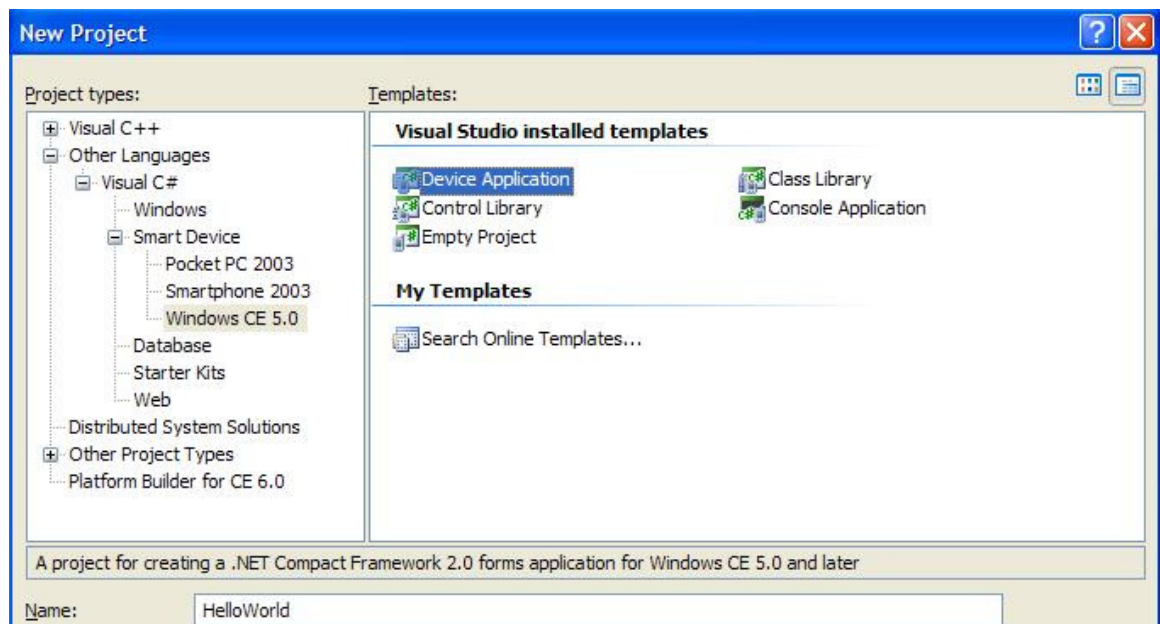 New Project
Project types:
Templates:
Visual C++
Other Languages
Visual C#
Windows
Smart Device
Pocket PC 2003
Smartphone 2003
Windows CE 5.0
Database
Starter Kits
Web
Distributed System Solutions
Other Project Types
Platform Builder for CE 6.0
Visual Studio installed templates
Device Application
Class Library
Control Library
Console Application
Empty Project
My Templates
Search Online Templates...
A project for creating a .NET Compact Framework 2.0 forms application for Windows CE 5.0 and later
Name:
HelloWorld